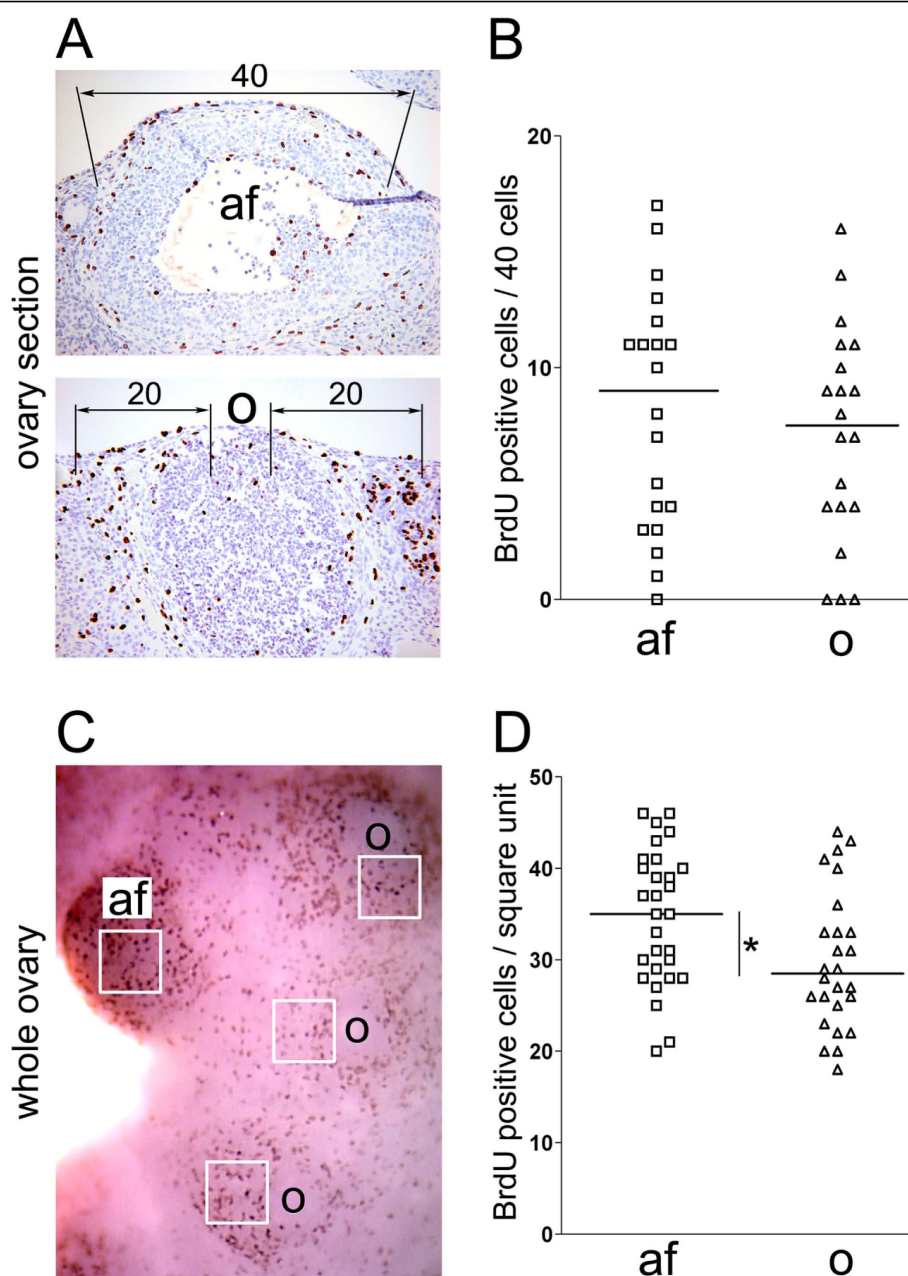 A
40
af
ovary section
20 o 20
B
BrdU positive cells / 40 cells
20
10
0
af o
C
whole ovary
af
o
o
o
D
BrdU positive cells / square unit
50
40
30
20
10
0
*
af o